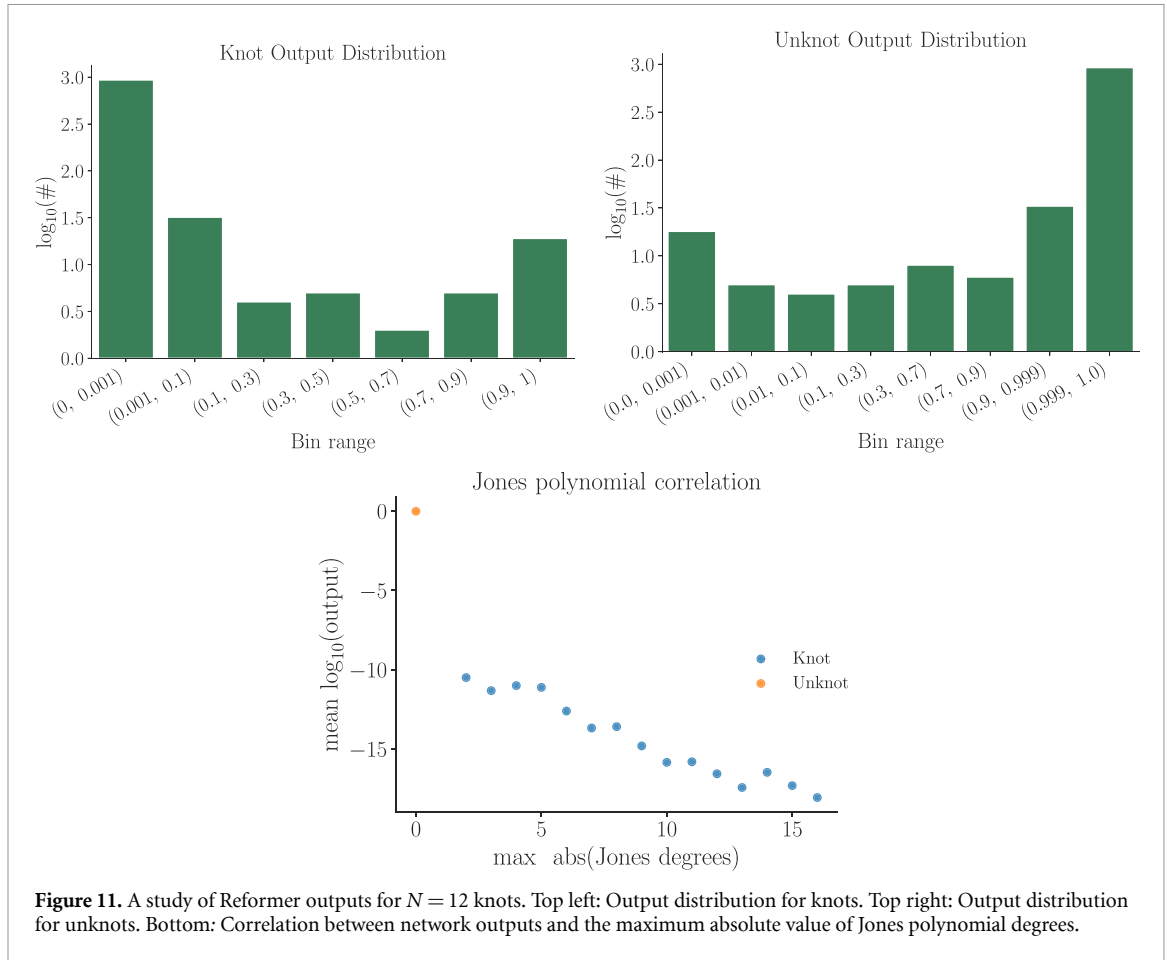 Knot Output Distribution
log₁₀(#)
3.0
2.5
2.0
1.5
1.0
0.5
0.0
(0, 0.001)
(0.001, 0.1)
(0.1, 0.3)
(0.3, 0.5)
(0.5, 0.7)
(0.7, 0.9)
(0.9, 1)
Bin range
Unknot Output Distribution
log₁₀(#)
3.0
2.5
2.0
1.5
1.0
0.5
0.0
(0.0, 0.001)
(0.001, 0.01)
(0.01, 0.1)
(0.1, 0.3)
(0.3, 0.7)
(0.7, 0.9)
(0.9, 0.999)
(0.999, 1.0)
Bin range
Jones polynomial correlation
mean log₁₀(output)
0
−5
−10
−15
Knot
Unknot
0
5
10
15
max abs(Jones degrees)
Figure 11. A study of Reformer outputs for N = 12 knots. Top left: Output distribution for knots. Top right: Output distribution
for unknots. Bottom: Correlation between network outputs and the maximum absolute value of Jones polynomial degrees.